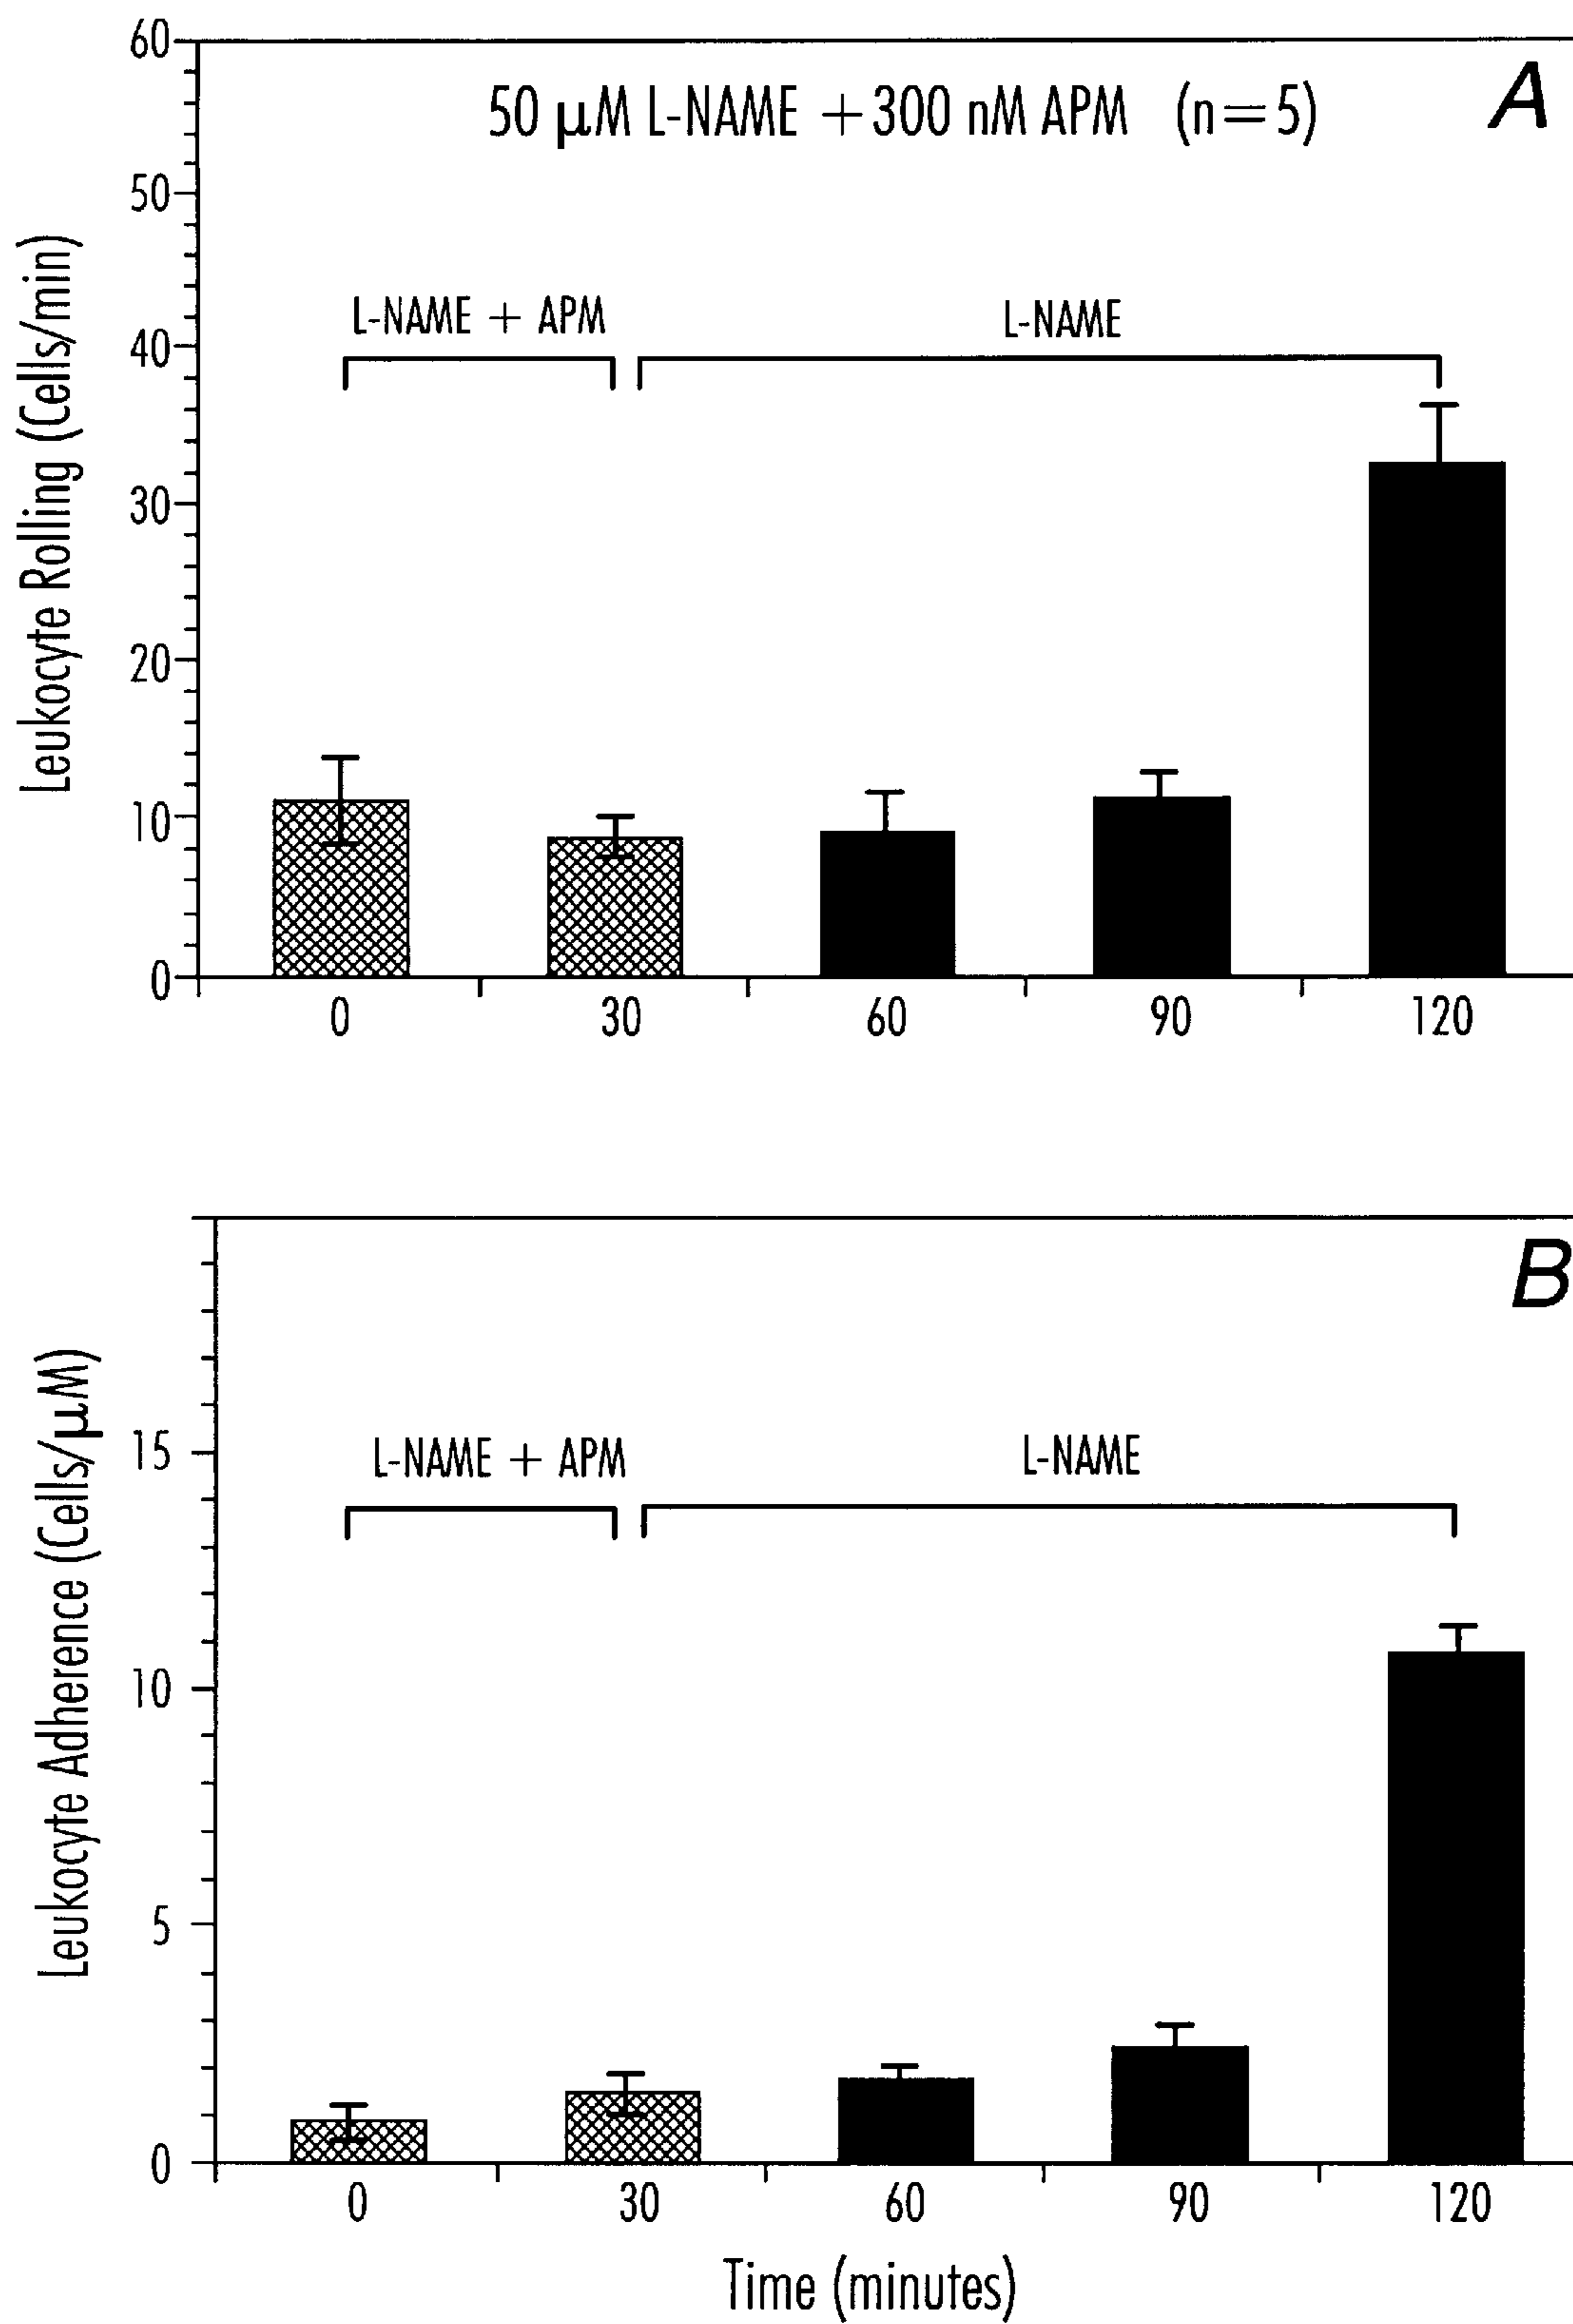 60
50 µM L-NAME + 300 nM APM (n=5)
A
50
L-NAME + APM
L-NAME
40
30
20
10
0
Leukocyte Rolling (Cells/min)
0 30 60 90 120
B
15
L-NAME + APM
L-NAME
10
5
0
Leukocyte Adherence (Cells/µM)
0 30 60 90 120
Time (minutes)